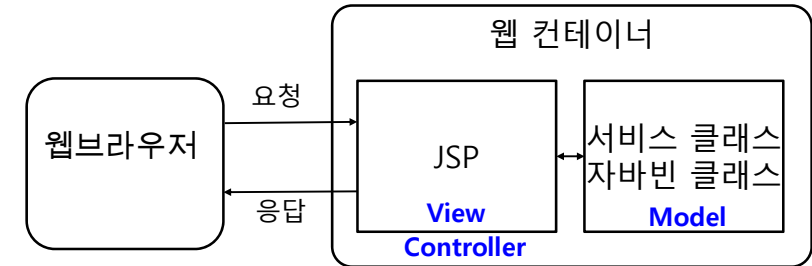 웹 컨테이너
요청
웹브라우저
JSP
서비스 클래스
자바빈 클래스
응답
View
Model
Controller